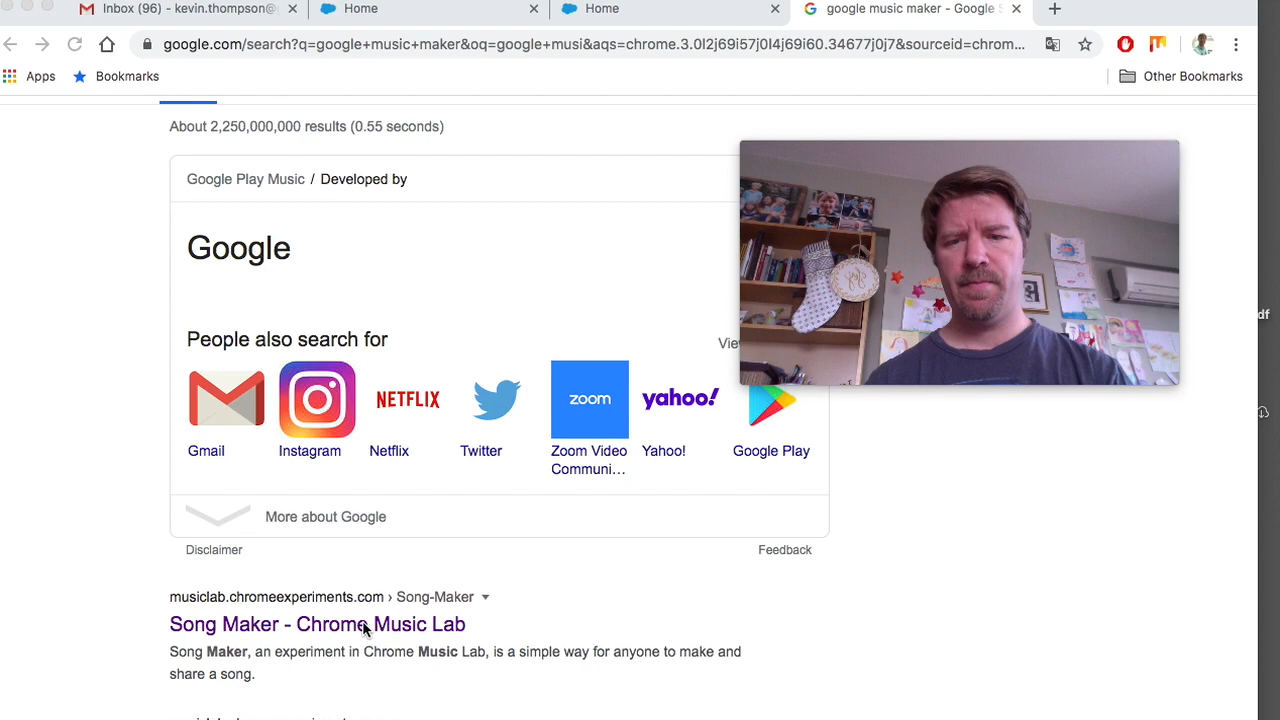 Inbox (96) - kevin.thompson@
Home
Home
google music maker - Google S
google.com/search?q=google+music+maker&oq=google+musi&aqs=chrome.3.0l2j69i57j0l4j69i60.34677j0j7&sourceid=chrom...
Apps
Bookmarks
Other Bookmarks
About 2,250,000,000 results (0.55 seconds)
Google Play Music / Developed by
Google
People also search for
View
NETFLIX
zoom
yahoo!
Gmail
Instagram
Netflix
Twitter
Zoom Video
Communi...
Yahoo!
Google Play
More about Google
Disclaimer
Feedback
df
musiclab.chromeexperiments.com › Song-Maker
Song Maker - Chrome Music Lab
Song Maker, an experiment in Chrome Music Lab, is a simple way for anyone to make and
share a song.